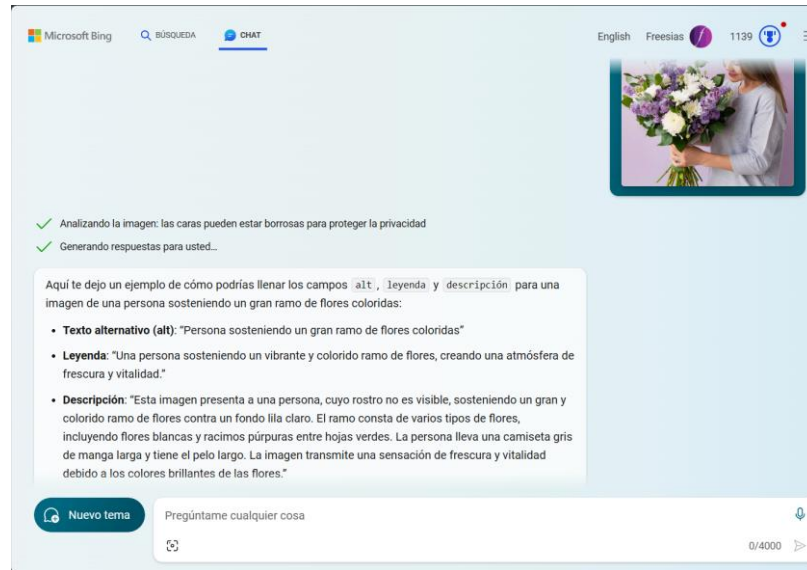 Microsoft Bing
BÚSQUEDA
CHAT
English
Freesias
1139
Analizando la imagen: las caras pueden estar borrosas para proteger la privacidad
Generando respuestas para usted...
Aquí te dejo un ejemplo de cómo podrías llenar los campos alt, leyenda y descripción para una
imagen de una persona sosteniendo un gran ramo de flores coloridas:
• Texto alternativo (alt): “Persona sosteniendo un gran ramo de flores coloridas”
• Leyenda: “Una persona sosteniendo un vibrante y colorido ramo de flores, creando una atmósfera de
frescura y vitalidad.”
• Descripción: “Esta imagen presenta a una persona, cuyo rostro no es visible, sosteniendo un gran y
colorido ramo de flores contra un fondo lila claro. El ramo consta de varios tipos de flores,
incluyendo flores blancas y racimos púrpuras entre hojas verdes. La persona lleva una camiseta gris
de manga larga y tiene el pelo largo. La imagen transmite una sensación de frescura y vitalidad
debido a los colores brillantes de las flores.”
Nuevo tema
Pregúntame cualquier cosa
0/4000